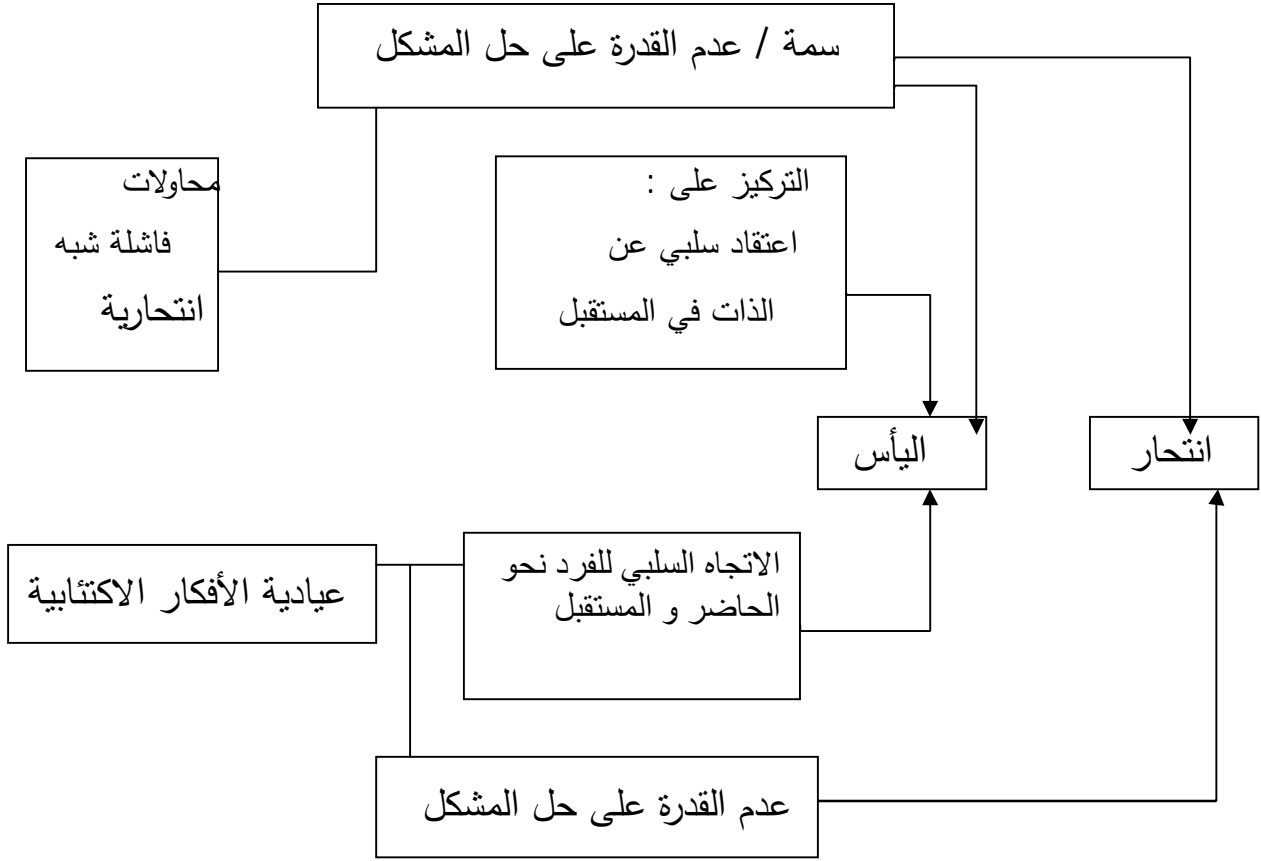 سمة / عدم القدرة على حل المشكل
التركيز على :
اعتقاد سلبي عن
الذات في المستقبل
محاولات
فاشلة شبه
انتحارية
انتحار
اليأس
الاتجاه السلبي للفرد نحو
الحاضر و المستقبل
عيادية الأفكار الاكتئابية
عدم القدرة على حل المشكل